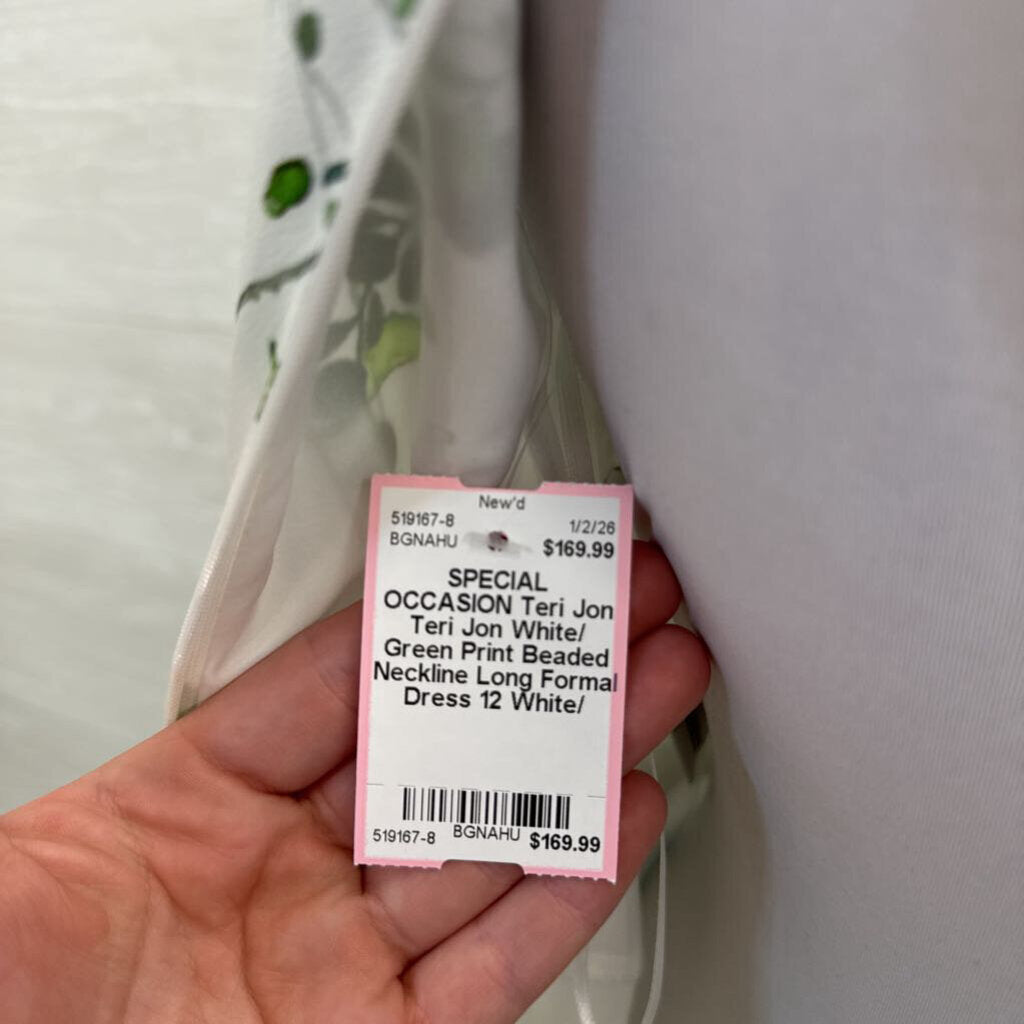 New'd
519167-8 1/2/26
BGNAHU $169.99
SPECIAL
OCCASION Teri Jon
Teri Jon White/
Green Print Beaded
Neckline Long Formal
Dress 12 White/
519167-8 BGNAHU $169.99